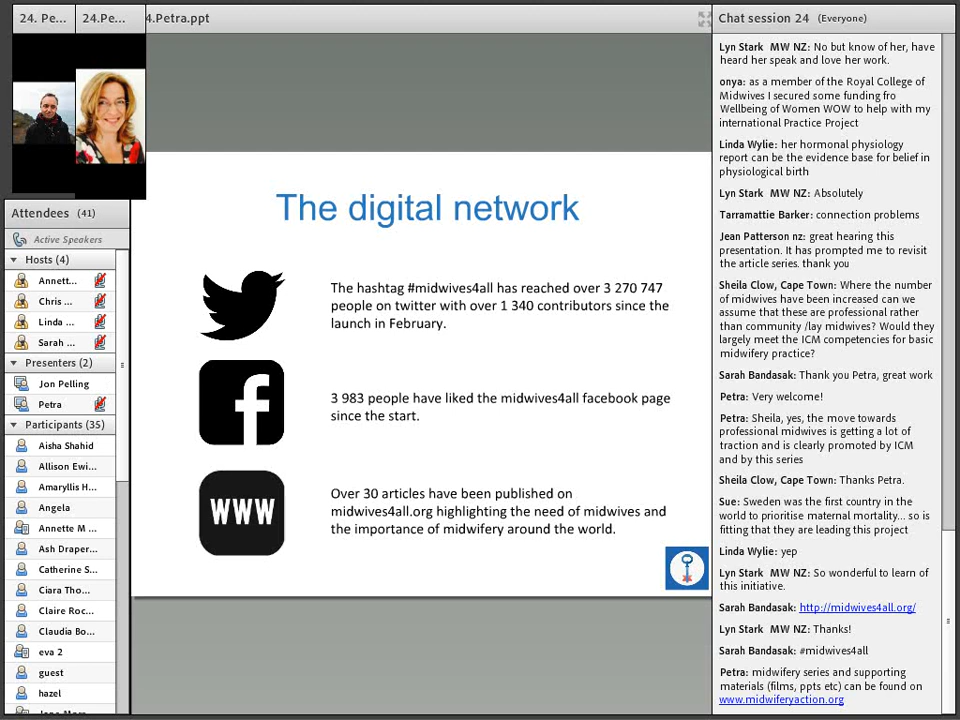 24. Pe...
24.Pe...
4.Petra.ppt
Chat session 24 (Everyone)
Attendees (41)
Active Speakers
Hosts (4)
Annett...
Chris ...
Linda ...
Sarah ...
Presenters (2)
Jon Pelling
Petra
Participants (35)
Aisha Shahid
Allison Ewi...
Amaryllis H...
Angela
Annette M ...
Ash Draper...
Catherine S...
Ciara Tho...
Claire Roc...
Claudia Bo...
eva 2
guest
hazel
The digital network
The hashtag #midwives4all has reached over 3 270 747
people on twitter with over 1 340 contributors since the
launch in February.
3 983 people have liked the midwives4all facebook page
since the start.
WWW
Over 30 articles have been published on
midwives4all.org highlighting the need of midwives and
the importance of midwifery around the world.
Lyn Stark MW NZ: No but know of her, have
heard her speak and love her work.
onya: as a member of the Royal College of
Midwives I secured some funding fro
Wellbeing of Women WOW to help with my
international Practice Project
Linda Wylie: her hormonal physiology
report can be the evidence base for belief in
physiological birth
Lyn Stark MW NZ: Absolutely
Tarramattie Barker: connection problems
Jean Patterson nz: great hearing this
presentation. It has prompted me to revisit
the article series. thank you
Sheila Clow, Cape Town: Where the number
of midwives have been increased can we
assume that these are professional rather
than community /lay midwives? Would they
largely meet the ICM competencies for basic
midwifery practice?
Sarah Bandasak: Thank you Petra, great work
Petra: Very welcome!
Petra: Sheila, yes, the move towards
professional midwives is getting a lot of
traction and is clearly promoted by ICM
and by this series
Sheila Clow, Cape Town: Thanks Petra.
Sue: Sweden was the first country in the
world to prioritise maternal mortality... so is
fitting that they are leading this project
Linda Wylie: yep
Lyn Stark MW NZ: So wonderful to learn of
this initiative.
Sarah Bandasak: http://midwives4all.org/
Lyn Stark MW NZ: Thanks!
Sarah Bandasak: #midwives4all
Petra: midwifery series and supporting
materials (films, ppts etc) can be found on
www.midwiferyaction.org